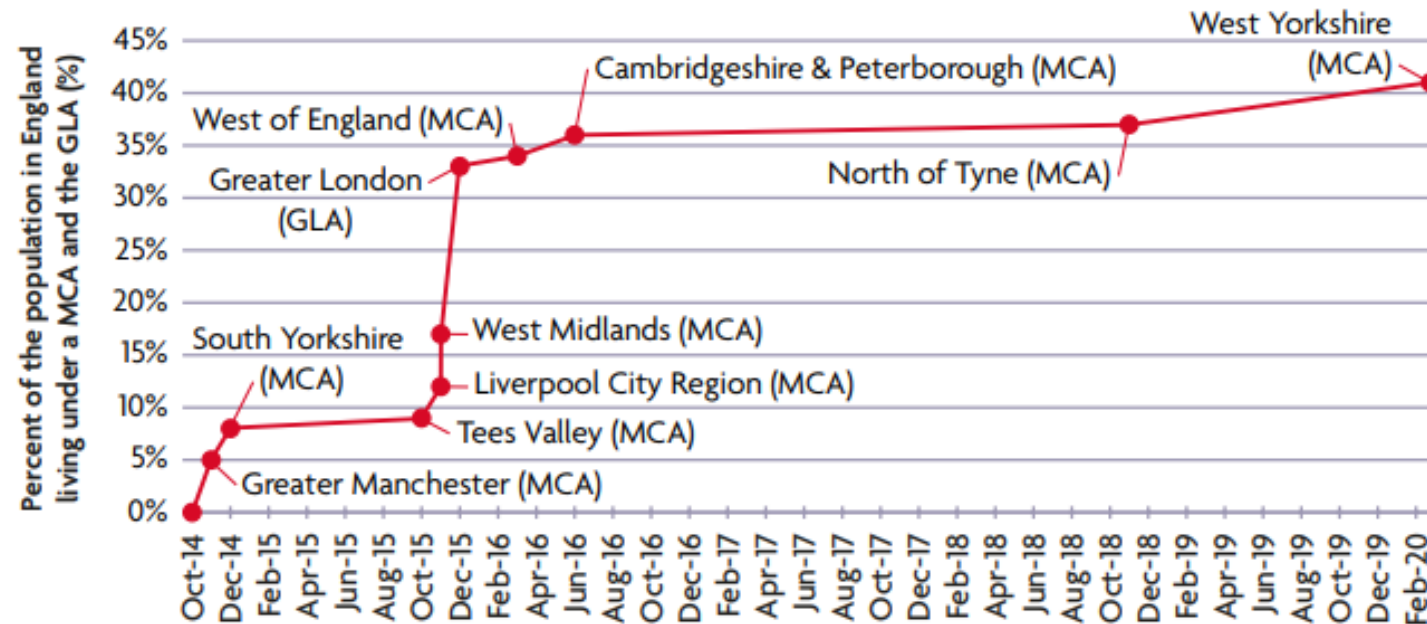 Percent of the population in England
living under a MCA and the GLA (%)
45%
40%
35%
30%
25%
20%
15%
10%
5%
0%
West Yorkshire
(MCA)
Cambridgeshire & Peterborough (MCA)
West of England (MCA)
North of Tyne (MCA)
Greater London
(GLA)
West Midlands (MCA)
South Yorkshire
(MCA)
Liverpool City Region (MCA)
Tees Valley (MCA)
Greater Manchester (MCA)
Oct-14
Dec-14
Feb-15
Apr-15
Jun-15
Aug-15
Oct-15
Dec-15
Feb-16
Apr-16
Jun-16
Aug-16
Oct-16
Dec-16
Feb-17
Apr-17
Jun-17
Aug-17
Oct-17
Dec-17
Feb-18
Apr-18
Jun-18
Aug-18
Oct-18
Dec-18
Feb-19
Apr-19
Jun-19
Aug-19
Oct-19
Dec-19
Feb-20